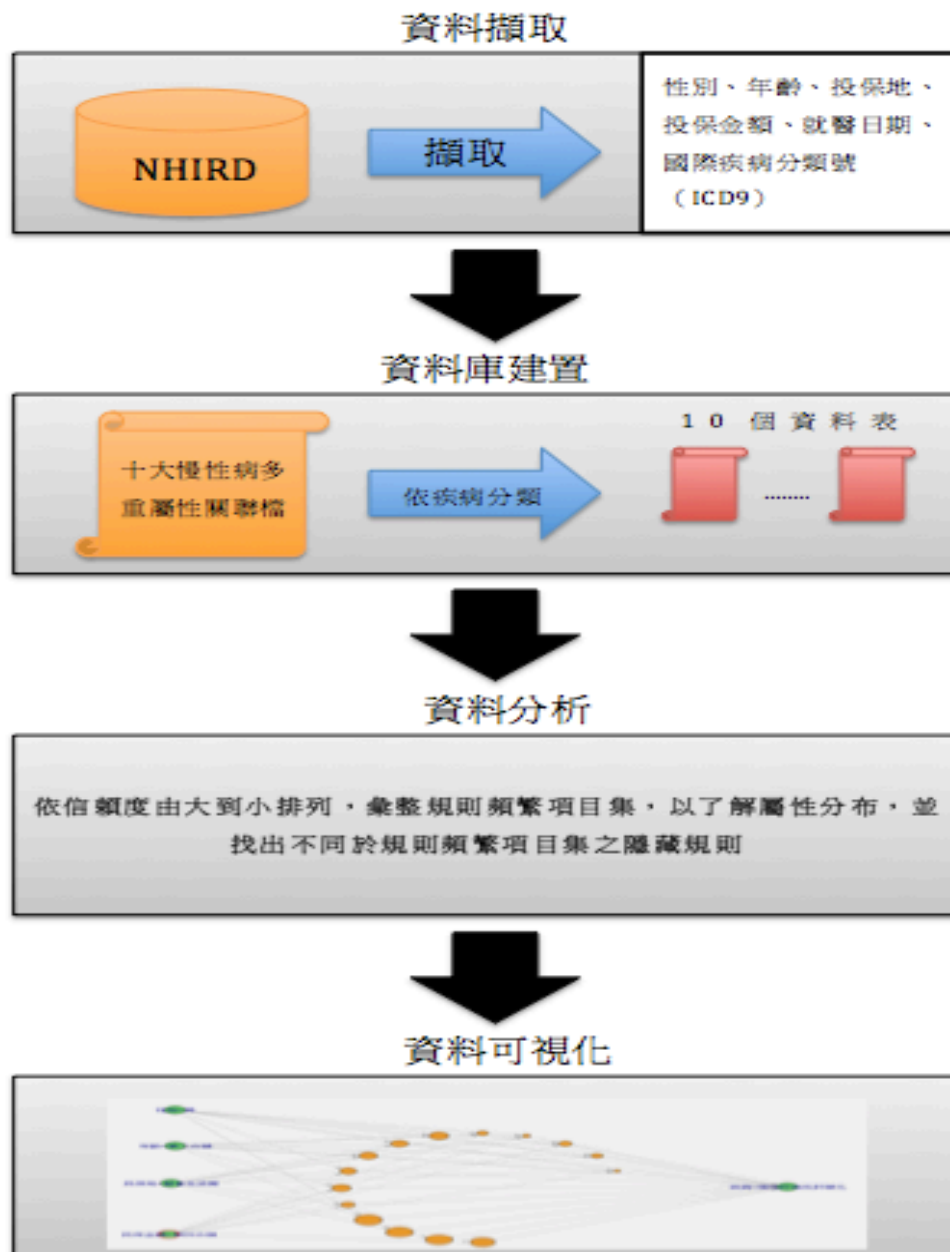 資料擷取
NHIRD
擷取
性別、年齡、投保地、
投保金額、就醫日期、
國際疾病分類號
（ICD9）
資料庫建置
十大慢性病多
重屬性關聯檔
依疾病分類
10 個資料表
........
資料分析
依信賴度由大到小排列，彙整規則頻繁項目集，以了解屬性分布，並
找出不同於規則頻繁項目集之隱藏規則
資料可視化